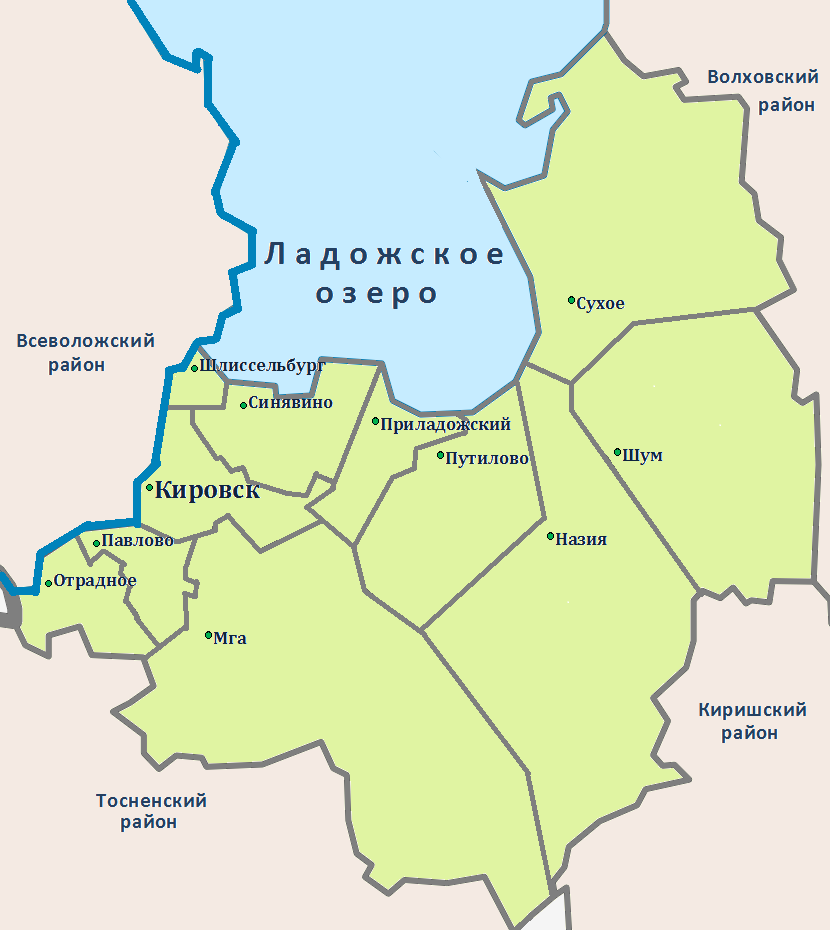 Волховский
район
Ладожское
озеро
Сухое
Всеволожский
район
Шлиссельбург
Синявино
Приладожский
Путилово
Шум
Кировск
Назия
Павлово
Отрадное
Мга
Киришский
район
Тосненский
район